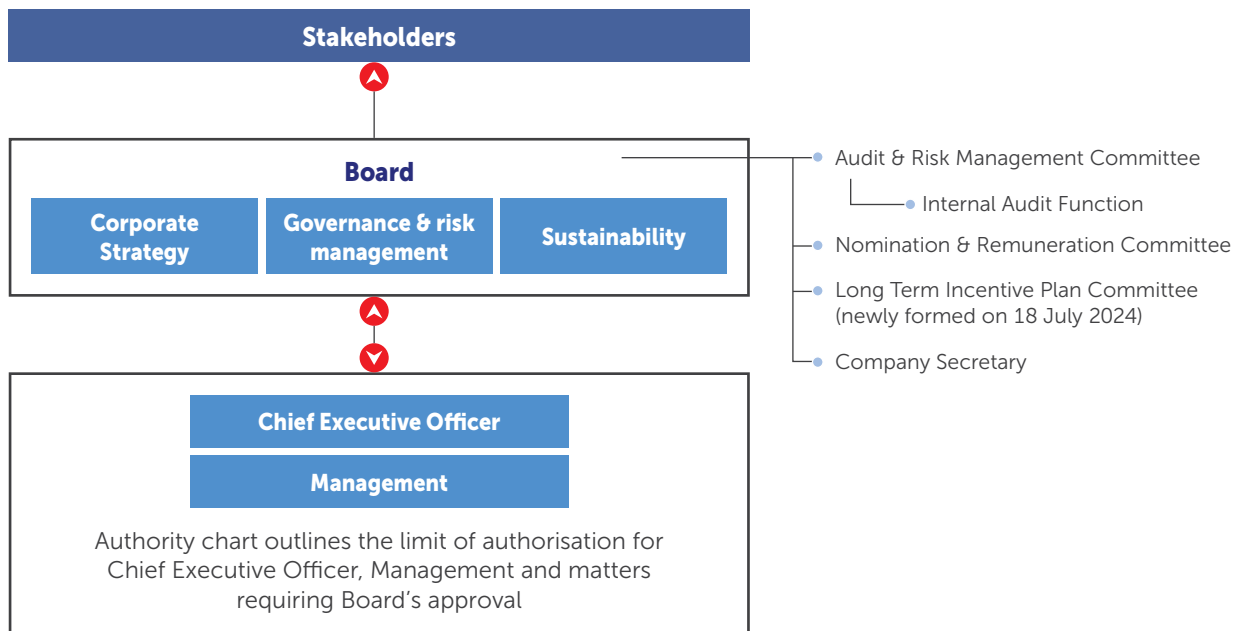 Stakeholders
Board
Corporate
Strategy
Governance & risk
management
Sustainability
Audit & Risk Management Committee
Internal Audit Function
Nomination & Remuneration Committee
Long Term Incentive Plan Committee
(newly formed on 18 July 2024)
Company Secretary
Chief Executive Officer
Management
Authority chart outlines the limit of authorisation for
Chief Executive Officer, Management and matters
requiring Board’s approval